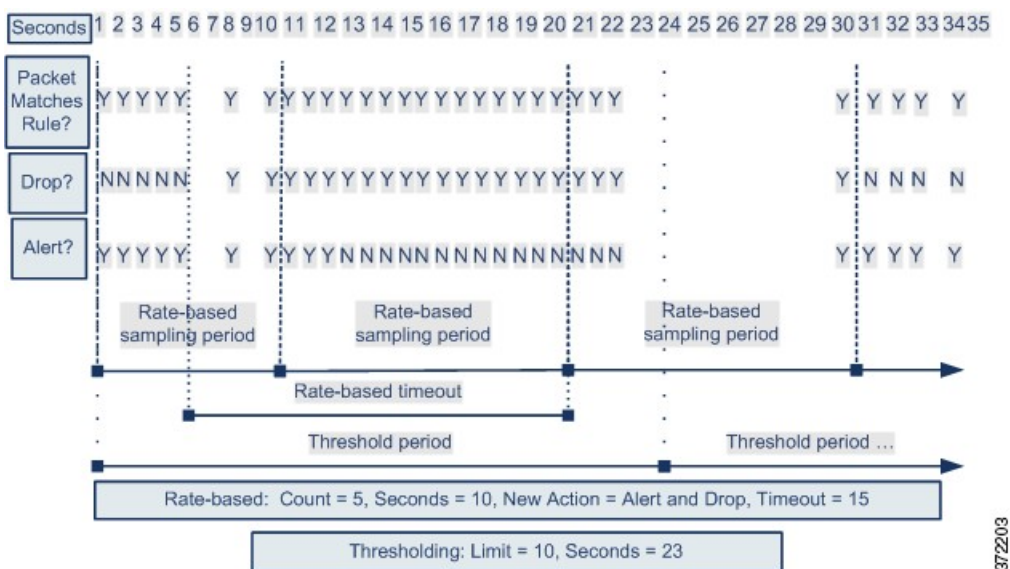 Seconds 1 2 3 4 5 6 7 8 9 10 11 12 13 14 15 16 17 18 19 20 21 22 23 24 25 26 27 28 29 30 31 32 33 34 35
Packet
Matches
Rule?
Y Y Y Y Y Y Y Y Y Y Y Y Y Y Y Y Y Y Y Y Y Y Y Y Y Y
Drop?
N N N N N Y Y Y Y Y Y Y Y Y Y Y Y Y Y Y Y Y N N N N
Alert?
Y Y Y Y Y Y Y Y Y Y N N N N N N N N N N N N Y Y Y Y Y
Rate-based
sampling period
Rate-based
sampling period
Rate-based
sampling period
Rate-based timeout
Threshold period
Threshold period ...
Rate-based: Count = 5, Seconds = 10, New Action = Alert and Drop, Timeout = 15
Thresholding: Limit = 10, Seconds = 23
372203